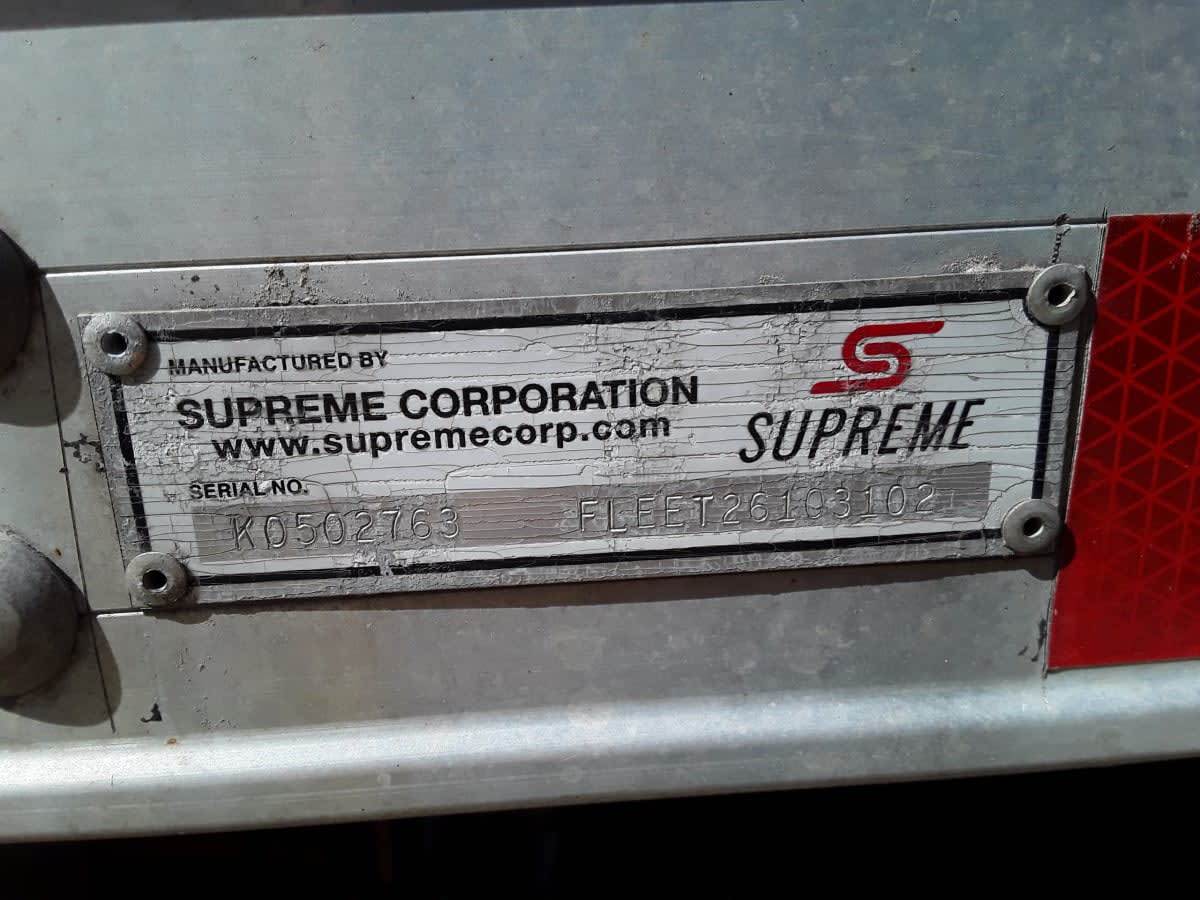 MANUFACTURED BY
SUPREME CORPORATION
www.supremecorp.com
SUPREME
SERIAL NO.
K0502763 FLEET26103102